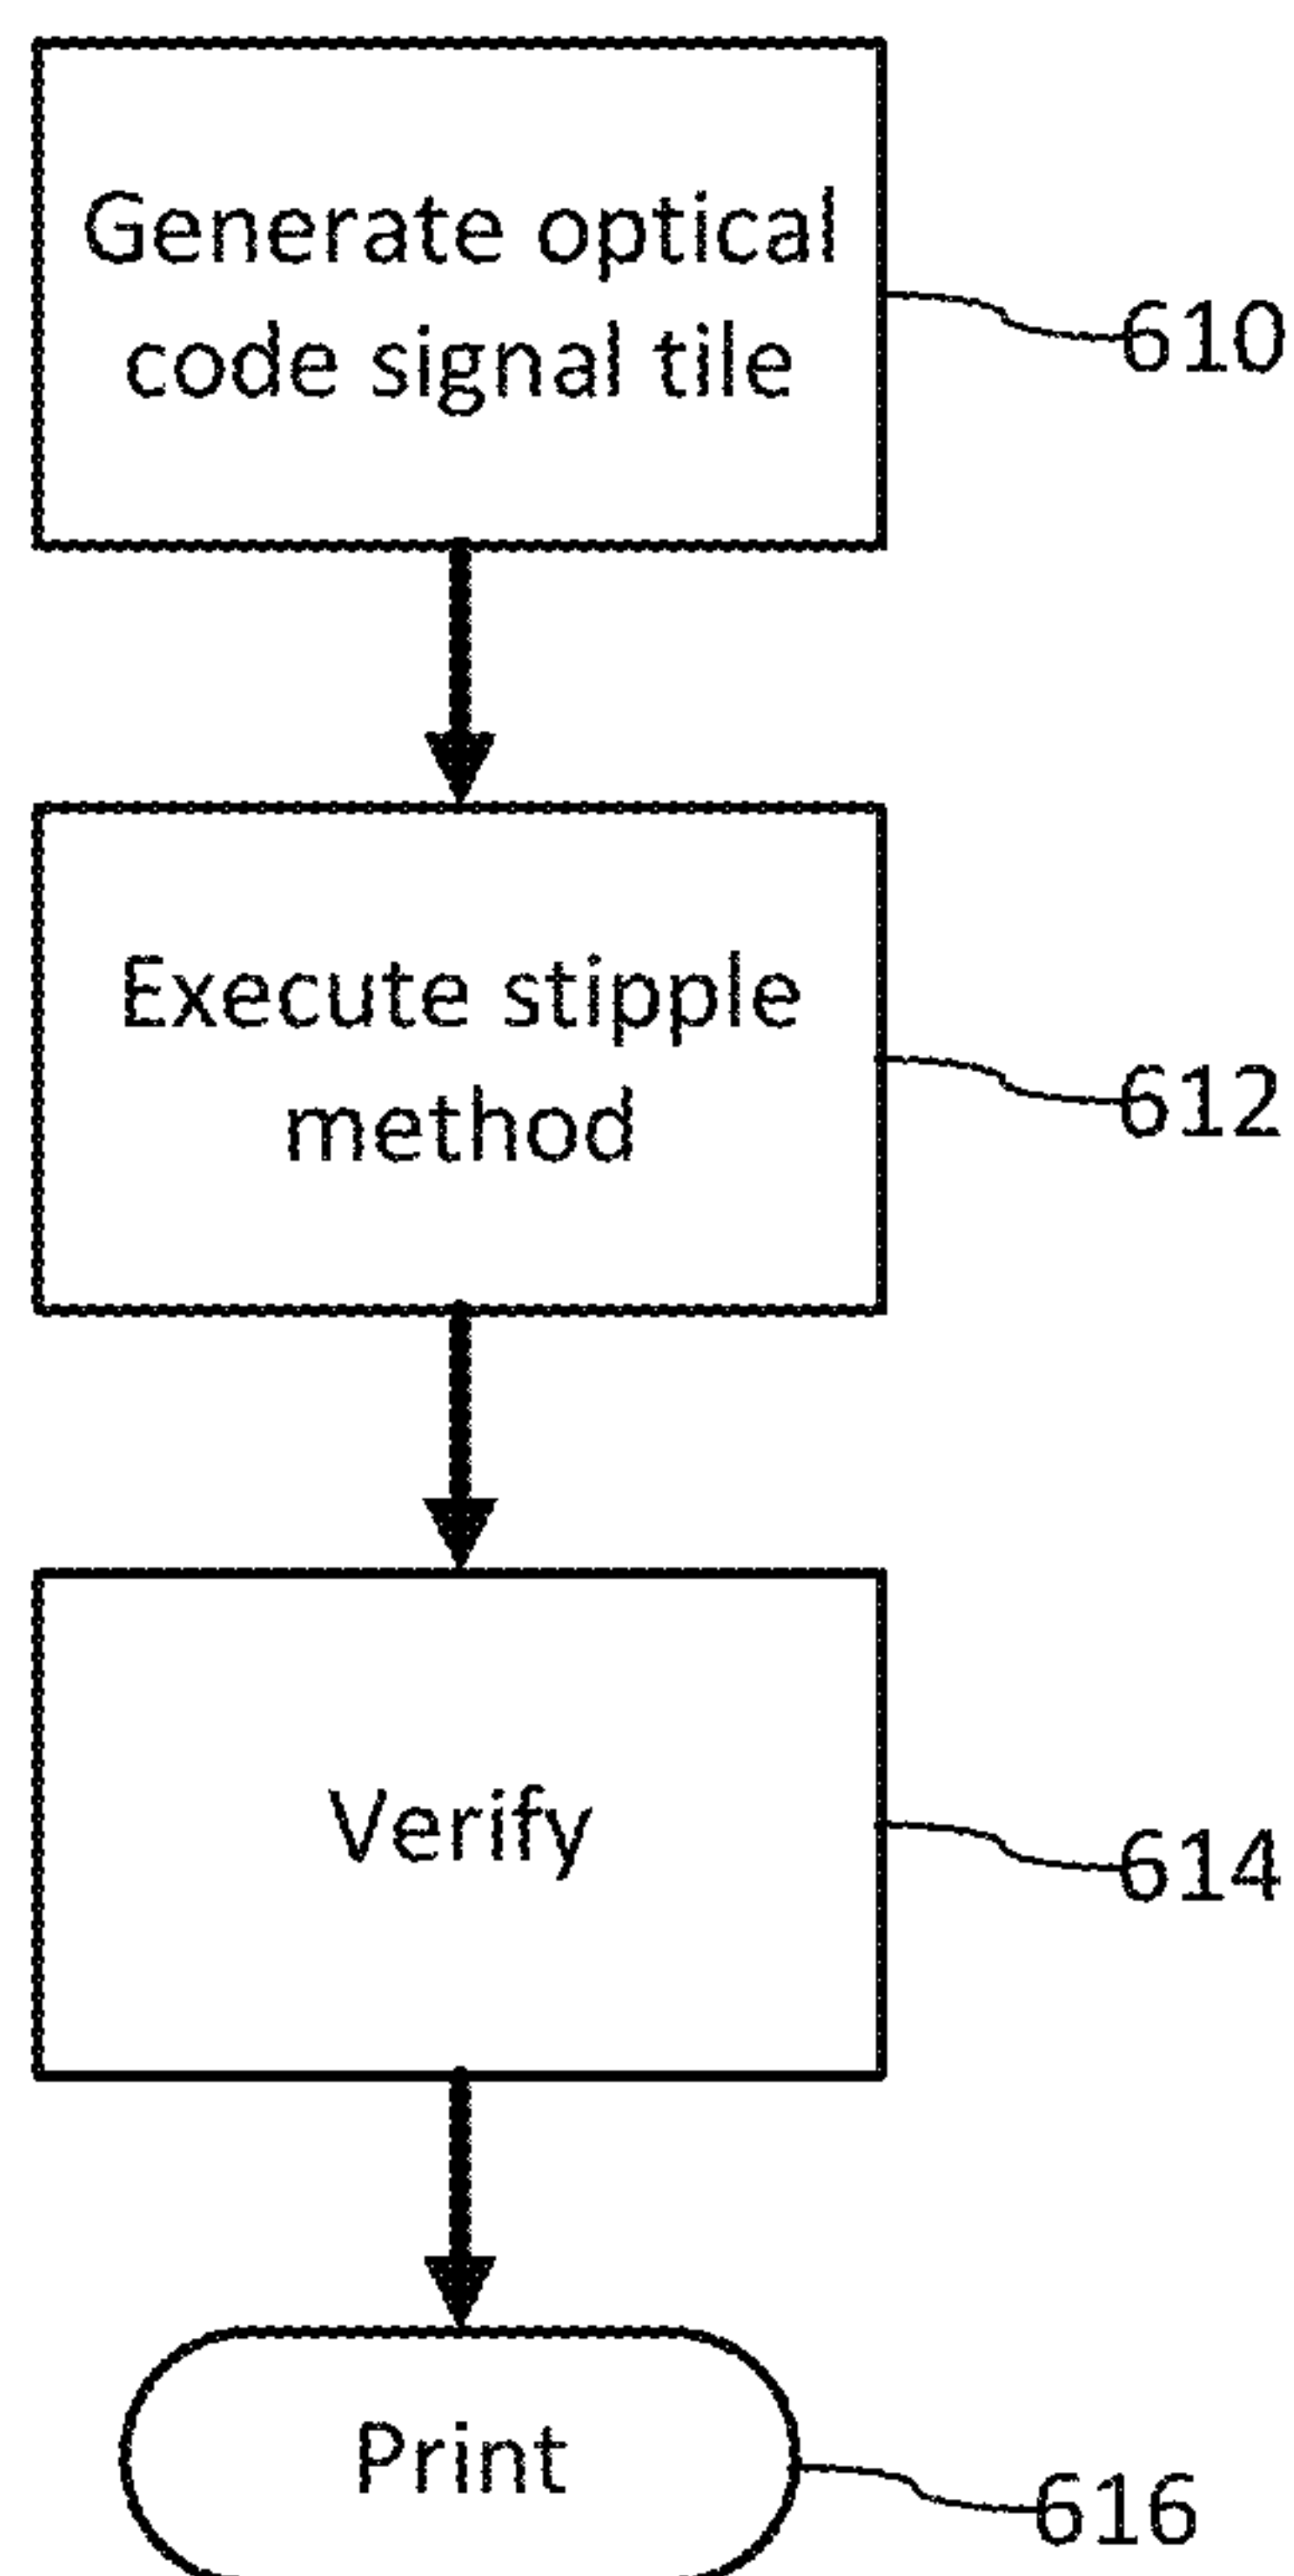 Generate optical
code signal tile
610
Execute stipple
method
612
Verify
614
Print
616